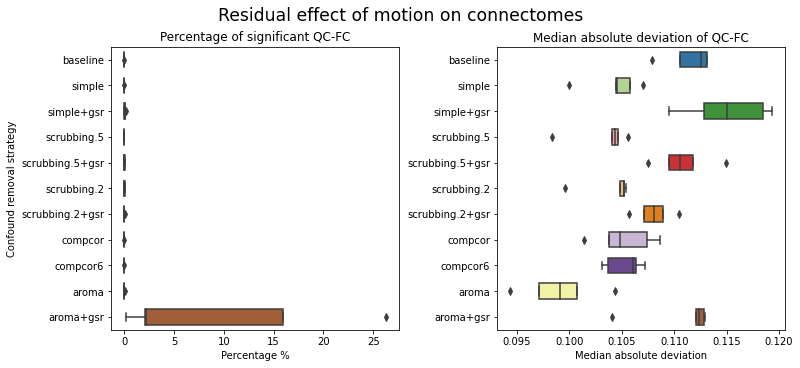 Residual effect of motion on connectomes
Percentage of significant QC-FC
Confound removal strategy
baseline
simple
simple+gsr
scrubbing.5
scrubbing.5+gsr
scrubbing.2
scrubbing.2+gsr
compcor
compcor6
aroma
aroma+gsr
0 5 10 15 20 25
Percentage %
Median absolute deviation of QC-FC
baseline
simple
simple+gsr
scrubbing.5
scrubbing.5+gsr
scrubbing.2
scrubbing.2+gsr
compcor
compcor6
aroma
aroma+gsr
0.095 0.100 0.105 0.110 0.115 0.120
Median absolute deviation